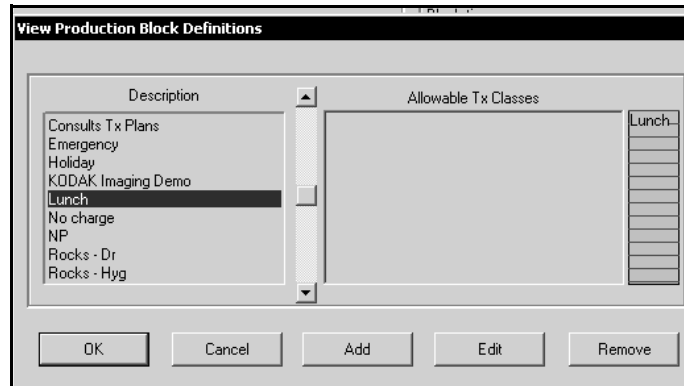 View Production Block Definitions
Description
Allowable Tx Classes
Consults Tx Plans
Emergency
Holiday
KODAK Imaging Demo
Lunch
No charge
NP
Rocks - Dr
Rocks - Hyg
Lunch
OK
Cancel
Add
Edit
Remove